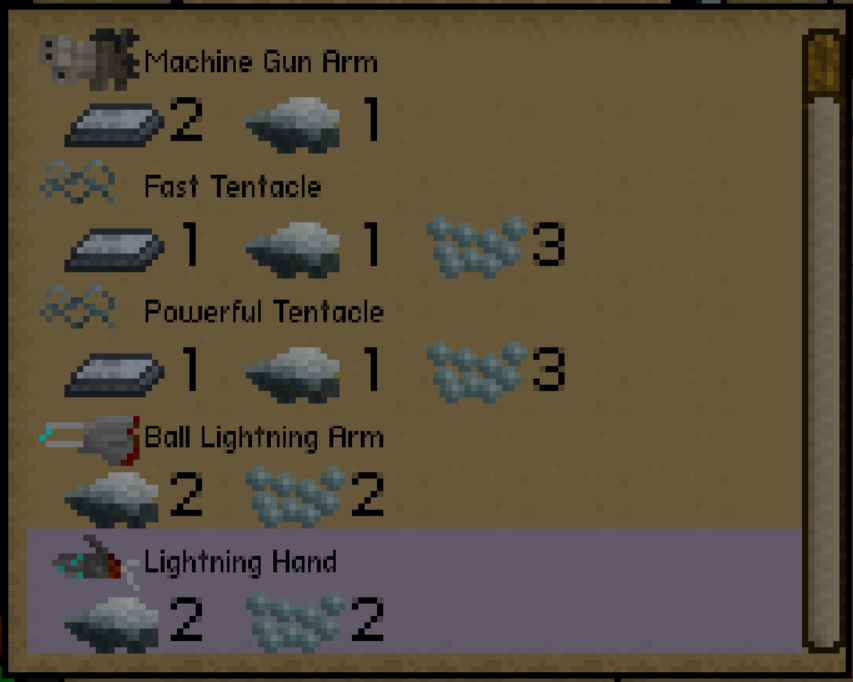 Machine Gun Arm
2 1
Fast Tentacle
1 1 3
Powerful Tentacle
1 1 3
Ball Lightning Arm
2 2
Lightning Hand
2 2